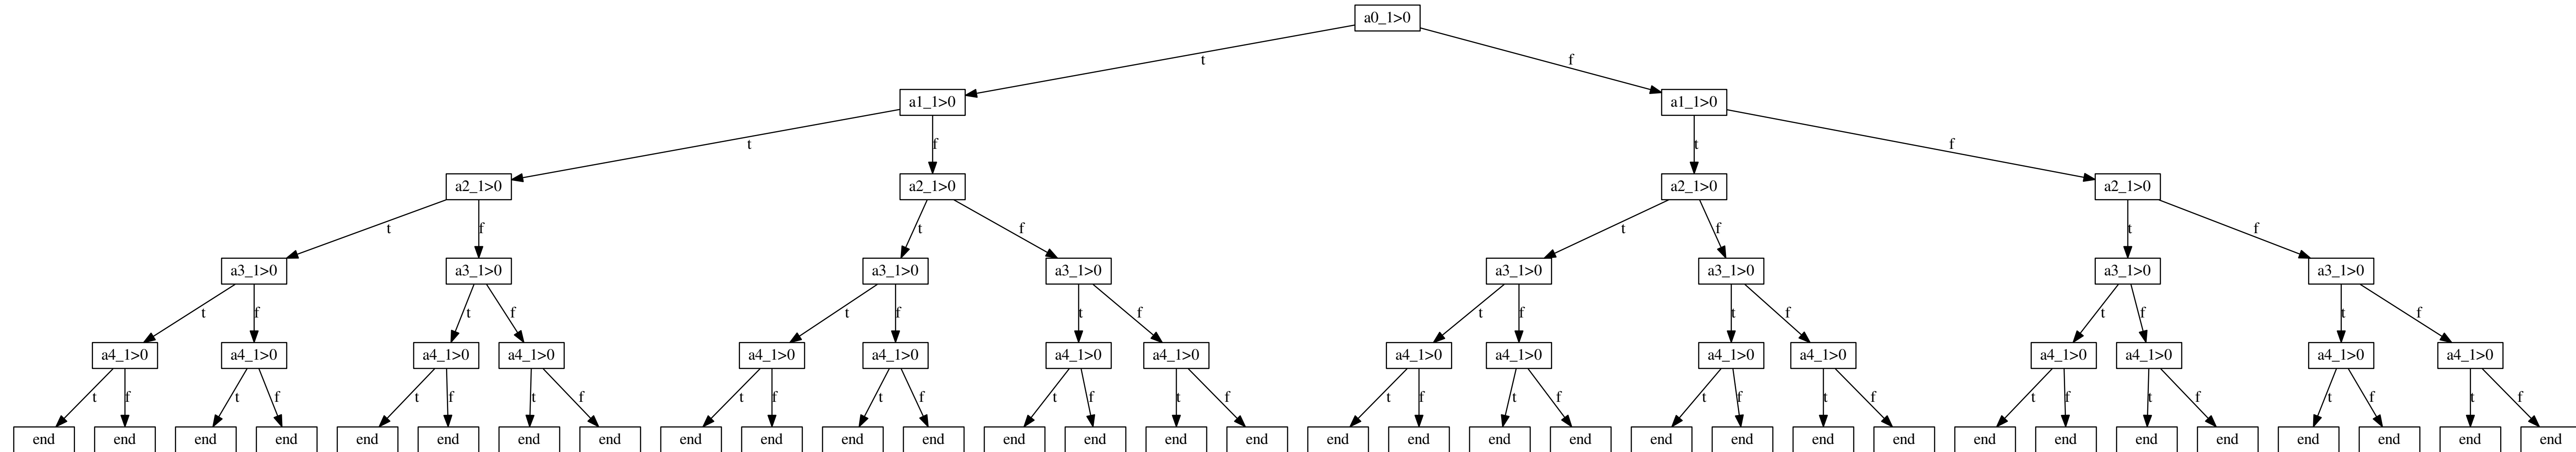 a0_1>0
t f
a1_1>0 a1_1>0
t f t f
a2_1>0 a2_1>0 a2_1>0 a2_1>0
t f t f t f t f
a3_1>0 a3_1>0 a3_1>0 a3_1>0 a3_1>0 a3_1>0 a3_1>0 a3_1>0
t f t f t f t f t f t f t f t f
a4_1>0 a4_1>0 a4_1>0 a4_1>0 a4_1>0 a4_1>0 a4_1>0 a4_1>0 a4_1>0 a4_1>0 a4_1>0 a4_1>0 a4_1>0 a4_1>0 a4_1>0 a4_1>0
t f t f t f t f t f t f t f t f t f t f t f t f t f t f t f t f
end end end end end end end end end end end end end end end end end end end end end end end end end end end end end end end end